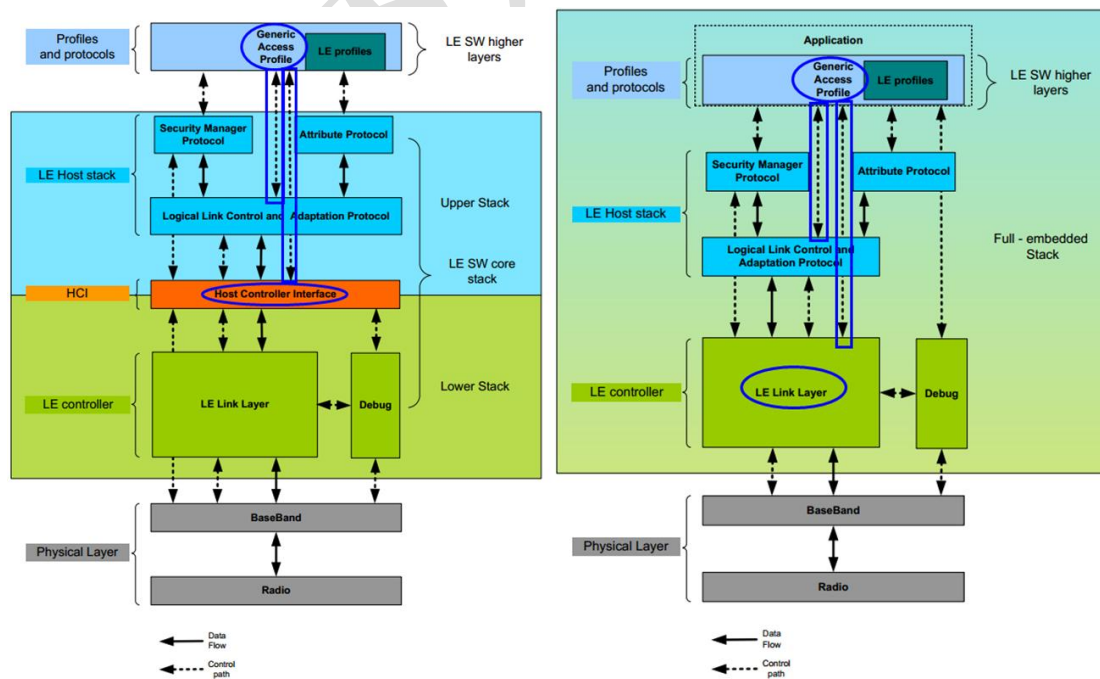 Profiles
and protocols
Generic
Access
Profile
LE profiles
LE SW higher
layers
Security Manager
Protocol
Attribute Protocol
LE Host stack
Upper Stack
Logical Link Control and Adaptation Protocol
LE SW core
stack
HCI
Host Controller Interface
Lower Stack
LE controller
LE Link Layer
Debug
BaseBand
Physical Layer
Radio
Data
Flow
Control
path
Application
Profiles
and protocols
Generic
Access
Profile
LE profiles
LE SW higher
layers
Security Manager
Protocol
Attribute Protocol
LE Host stack
Full - embedded
Stack
Logical Link Control and
Adaptation Protocol
LE controller
LE Link Layer
Debug
BaseBand
Physical Layer
Radio
Data
Flow
Control
path